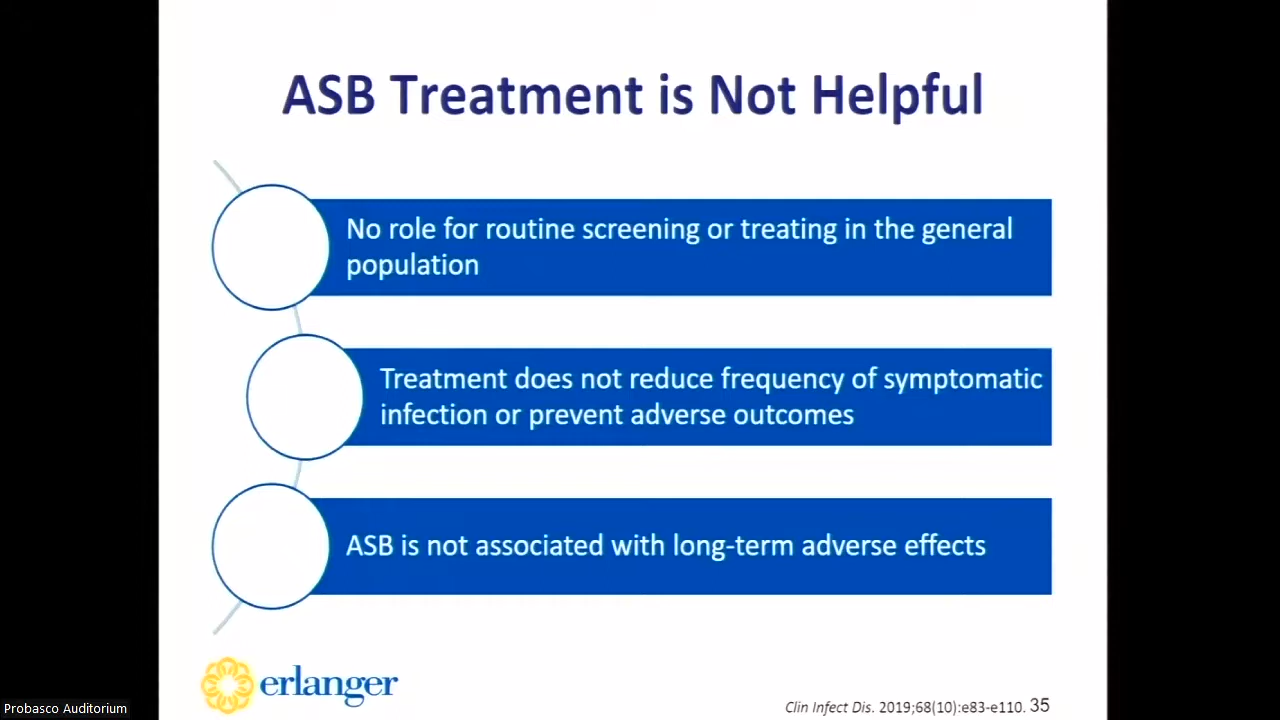 ASB Treatment is Not Helpful
No role for routine screening or treating in the general
population
Treatment does not reduce frequency of symptomatic
infection or prevent adverse outcomes
ASB is not associated with long-term adverse effects
erlanger
Clin Infect Dis. 2019;68(10):e83-e110. 35
Probasco Auditorium